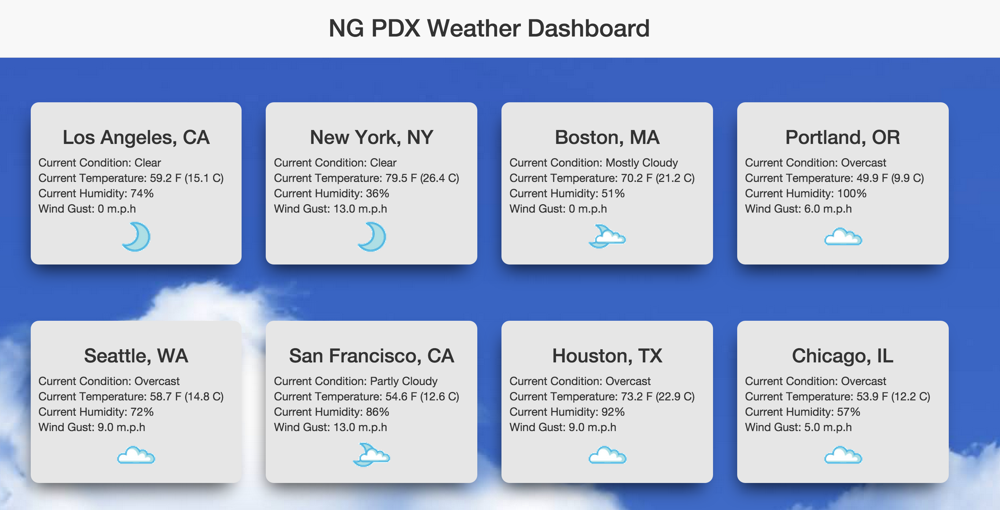 NG PDX Weather Dashboard
Los Angeles, CA
Current Condition: Clear
Current Temperature: 59.2 F (15.1 C)
Current Humidity: 74%
Wind Gust: 0 m.p.h
New York, NY
Current Condition: Clear
Current Temperature: 79.5 F (26.4 C)
Current Humidity: 36%
Wind Gust: 13.0 m.p.h
Boston, MA
Current Condition: Mostly Cloudy
Current Temperature: 70.2 F (21.2 C)
Current Humidity: 51%
Wind Gust: 0 m.p.h
Portland, OR
Current Condition: Overcast
Current Temperature: 49.9 F (9.9 C)
Current Humidity: 100%
Wind Gust: 6.0 m.p.h
Seattle, WA
Current Condition: Overcast
Current Temperature: 58.7 F (14.8 C)
Current Humidity: 72%
Wind Gust: 9.0 m.p.h
San Francisco, CA
Current Condition: Partly Cloudy
Current Temperature: 54.6 F (12.6 C)
Current Humidity: 86%
Wind Gust: 13.0 m.p.h
Houston, TX
Current Condition: Overcast
Current Temperature: 73.2 F (22.9 C)
Current Humidity: 92%
Wind Gust: 9.0 m.p.h
Chicago, IL
Current Condition: Overcast
Current Temperature: 53.9 F (12.2 C)
Current Humidity: 57%
Wind Gust: 5.0 m.p.h